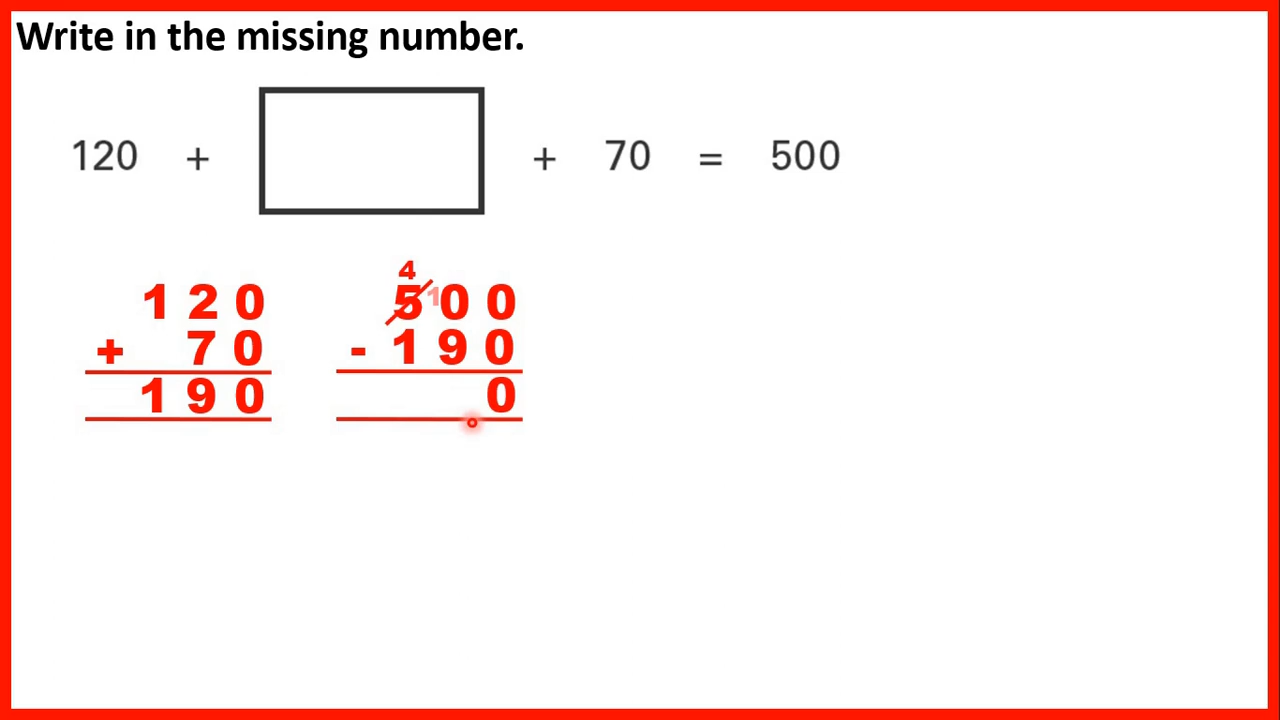 Write in the missing number.
120 + + 70 = 500
4
1 2 0 5 1 0 0
+ 7 0 - 1 9 0
1 9 0 0